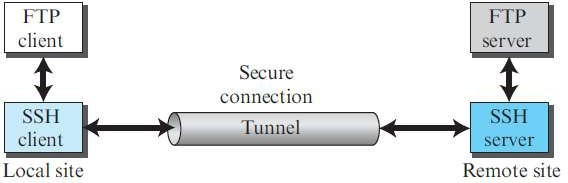 FTP
client
FTP
server
Secure
connection
SSH
client
Tunnel
SSH
server
Local site
Remote site